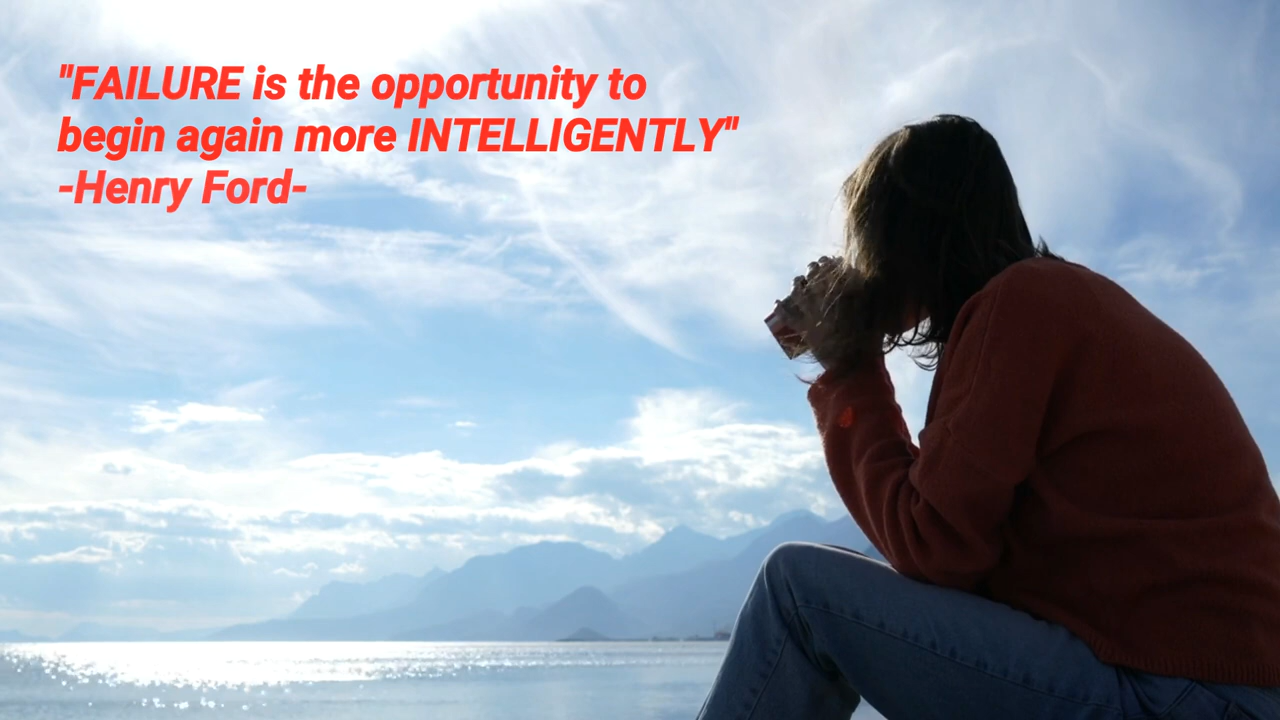 "FAILURE is the opportunity to
begin again more INTELLIGENTLY"
-Henry Ford-